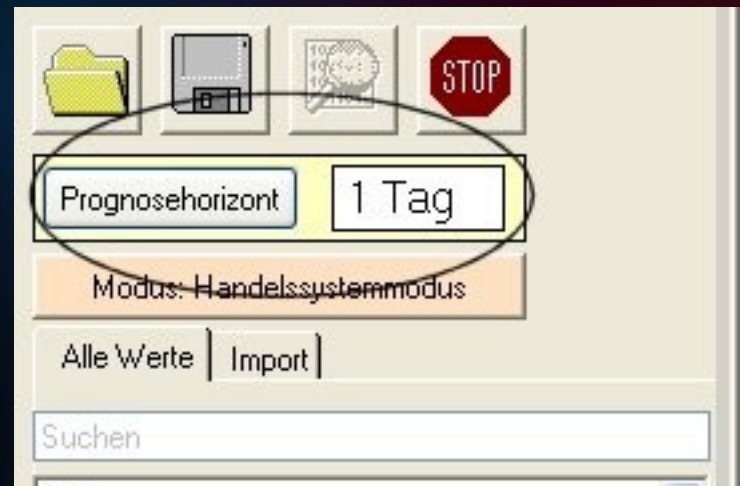 STOP
Prognosehorizont 1 Tag
Modus: Handelssystemmodus
Alle Werte Import
Suchen